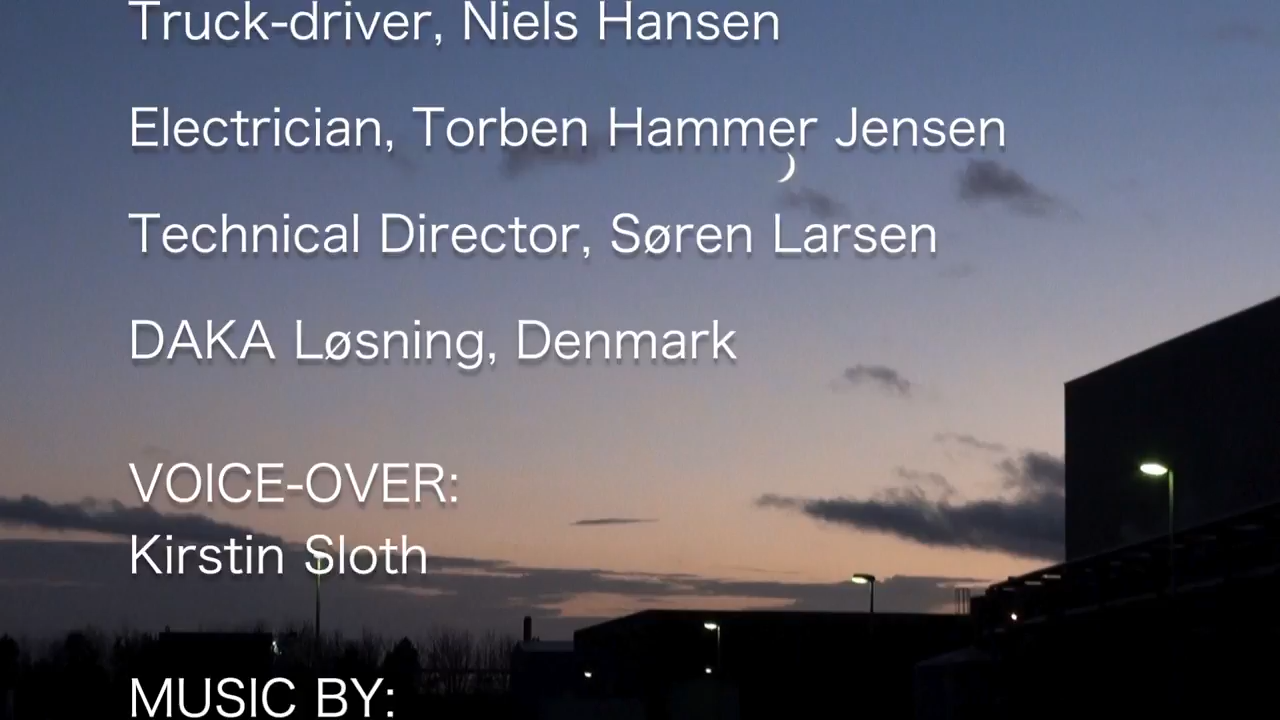 Truck-driver, Niels Hansen
Electrician, Torben Hammer Jensen
Technical Director, Søren Larsen
DAKA Løsning, Denmark
VOICE-OVER:
Kirstin Sloth
MUSIC BY: